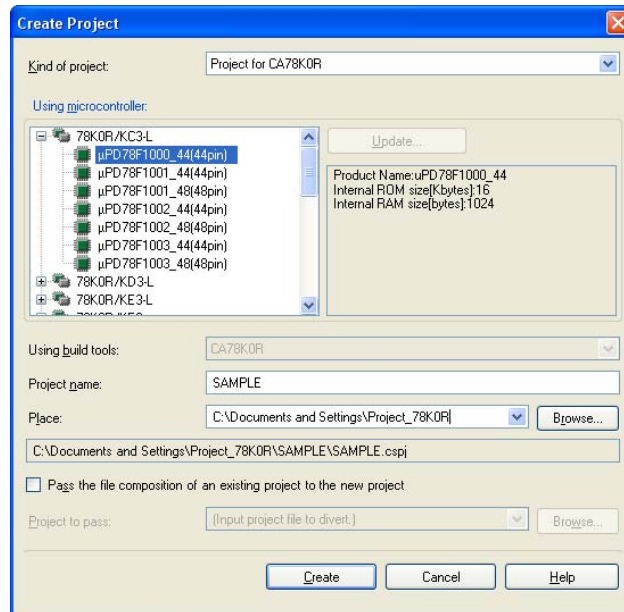 Create Project
Kind of project: Project for CA78K0R
Using microcontroller:
78K0R/KC3-L
µPD78F1000_44(44pin)
µPD78F1001_44(44pin)
µPD78F1001_48(48pin)
µPD78F1002_44(44pin)
µPD78F1002_48(48pin)
µPD78F1003_44(44pin)
µPD78F1003_48(48pin)
78K0R/KD3-L
78K0R/KE3-L
Update...
Product Name:uPD78F1000_44
Internal ROM size[Kbytes]:16
Internal RAM size[bytes]:1024
Using build tools: CA78K0R
Project name: SAMPLE
Place: C:\Documents and Settings\Project_78K0R Browse...
C:\Documents and Settings\Project_78K0R\SAMPLE\SAMPLE.cspj
Pass the file composition of an existing project to the new project
Project to pass: (Input project file to divert.) Browse...
Create Cancel Help